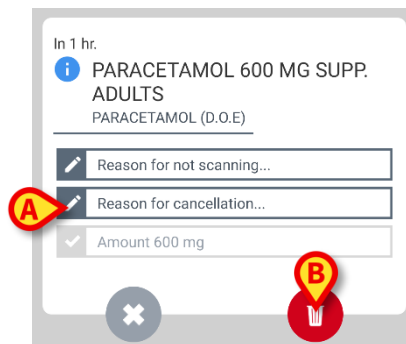 In 1 hr.
i
PARACETAMOL 600 MG SUPP.
ADULTS
PARACETAMOL (D.O.E)
Reason for not scanning...
A
Reason for cancellation...
Amount 600 mg
B